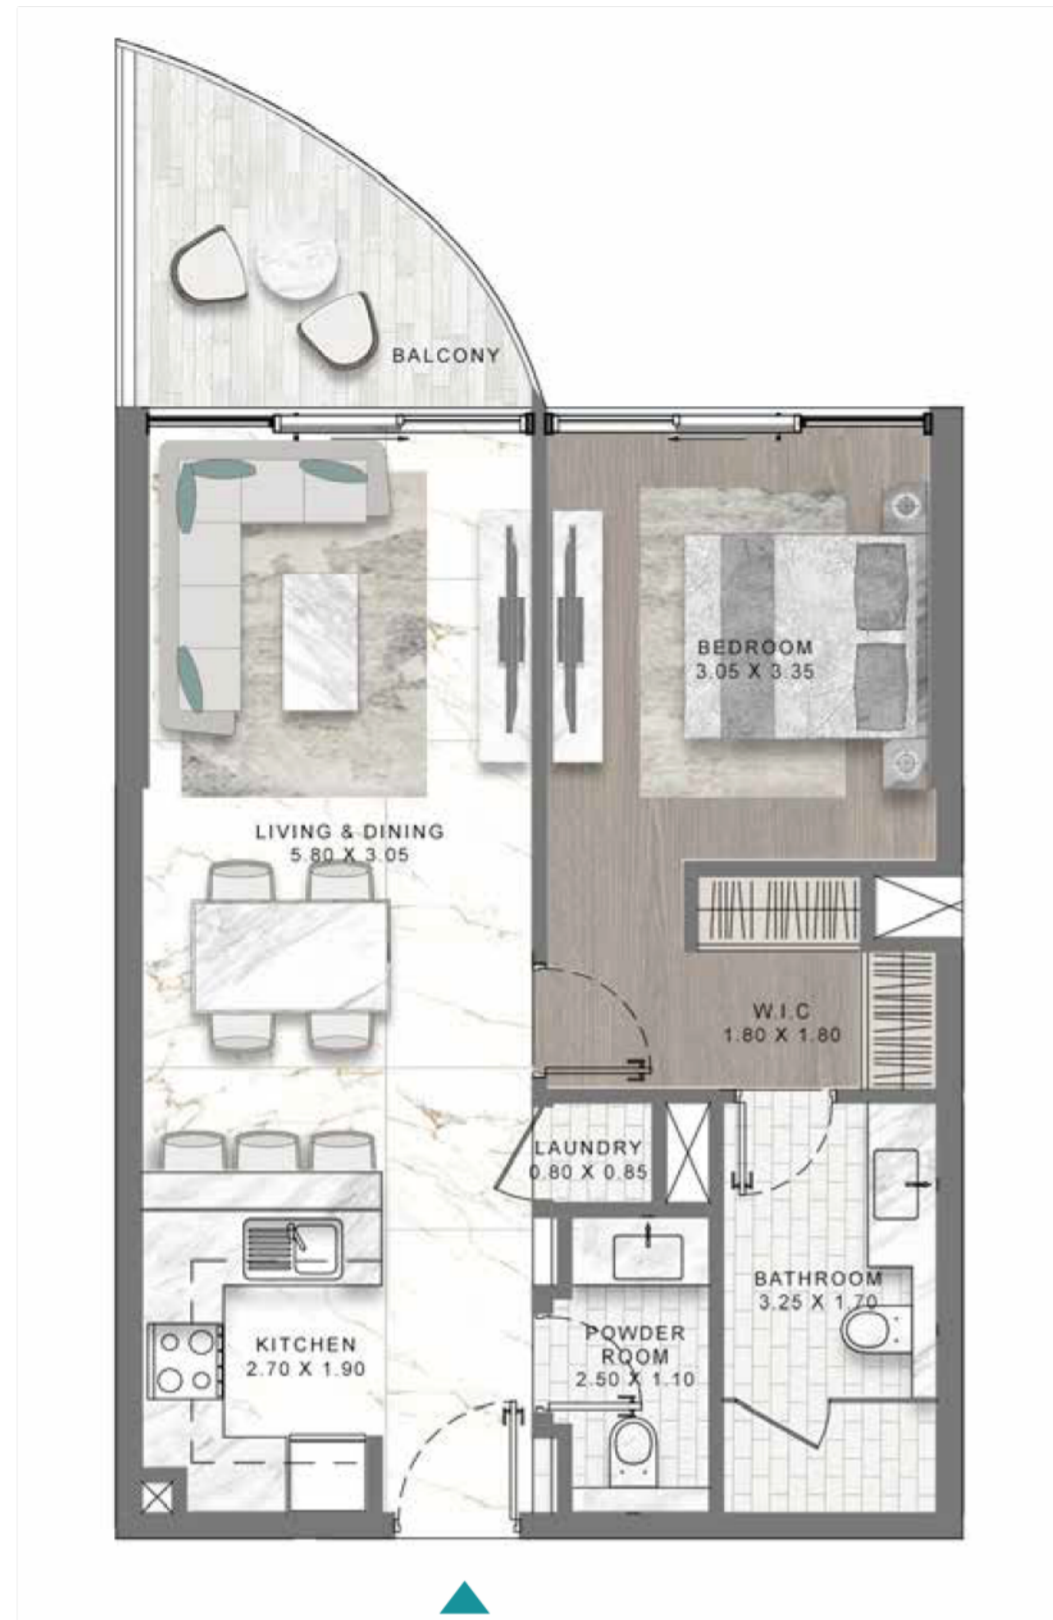 BALCONY
BEDROOM
3.05 X 3.35
LIVING & DINING
5.80 X 3.05
W.I.C
1.80 X 1.80
LAUNDRY
0.80 X 0.85
BATHROOM
3.25 X 1.70
POWDER
ROOM
2.50 X 1.10
KITCHEN
2.70 X 1.90